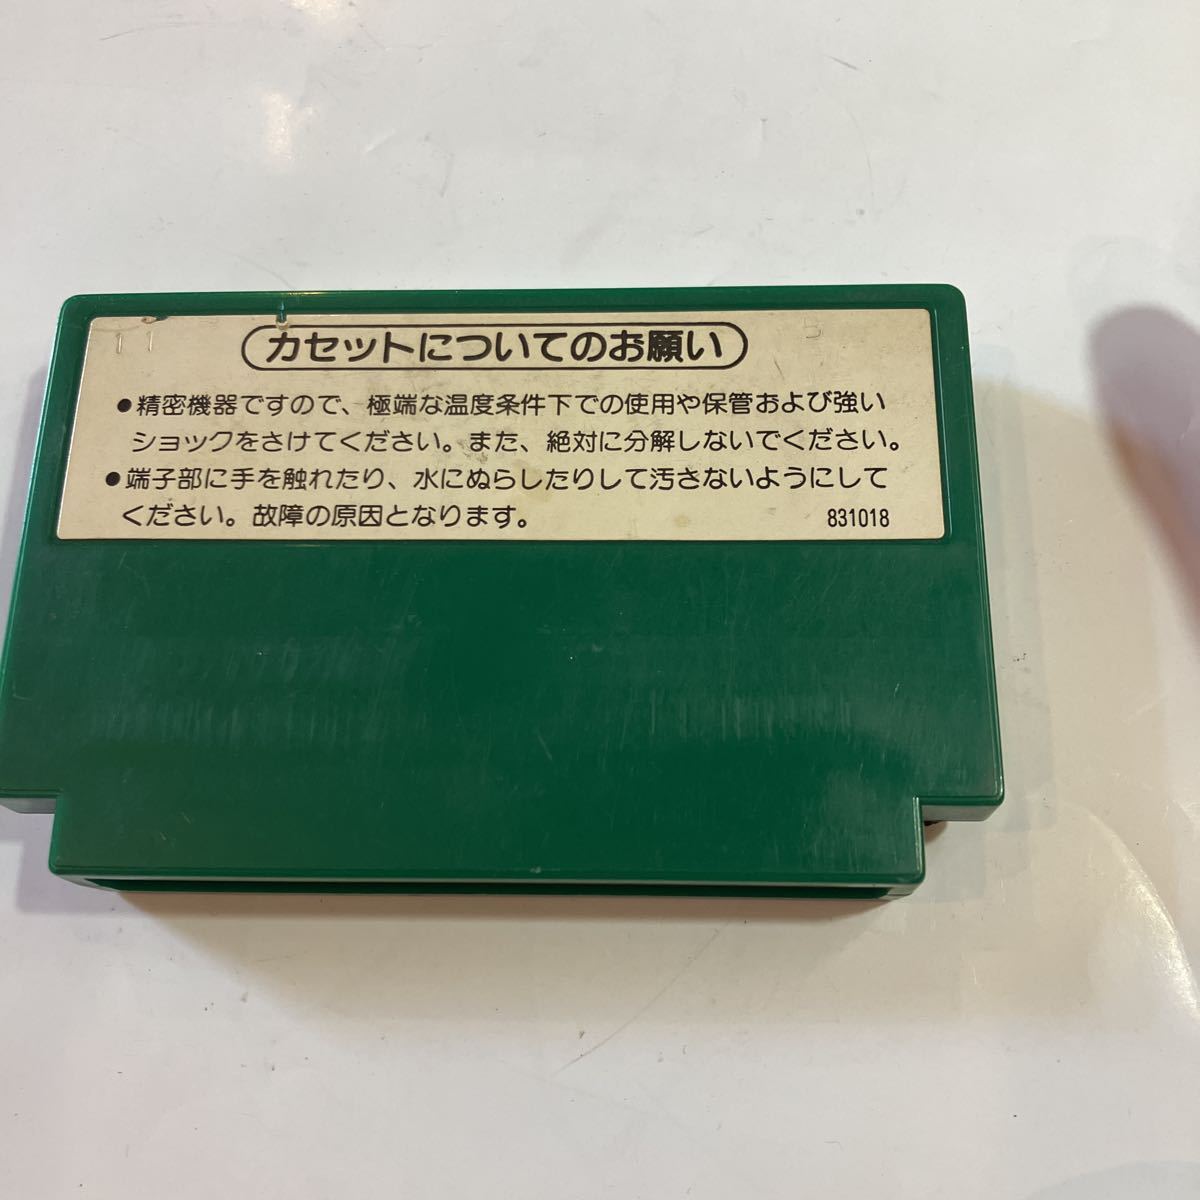 カセットについてのお願い
●精密機器ですので、極端な温度条件下での使用や保管および強い
ショックをさけてください。また、絶対に分解しないでください。
●端子部に手を触れたり、水にぬらしたりして汚さないようにして
ください。故障の原因となります。
831018